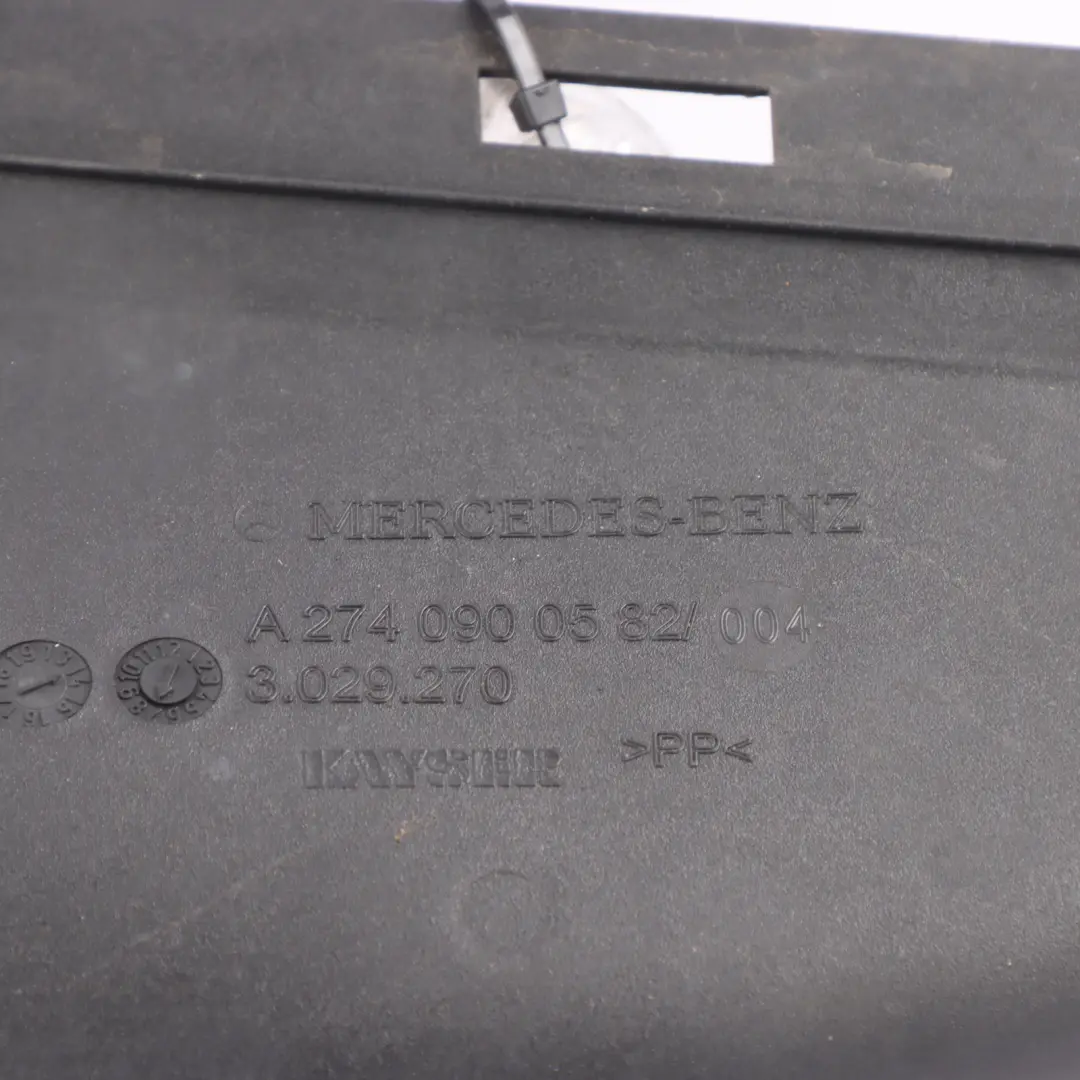 MERCEDES-BENZ
A 274 090 05 82/ 004
3.029.270
KAYSER >PP<